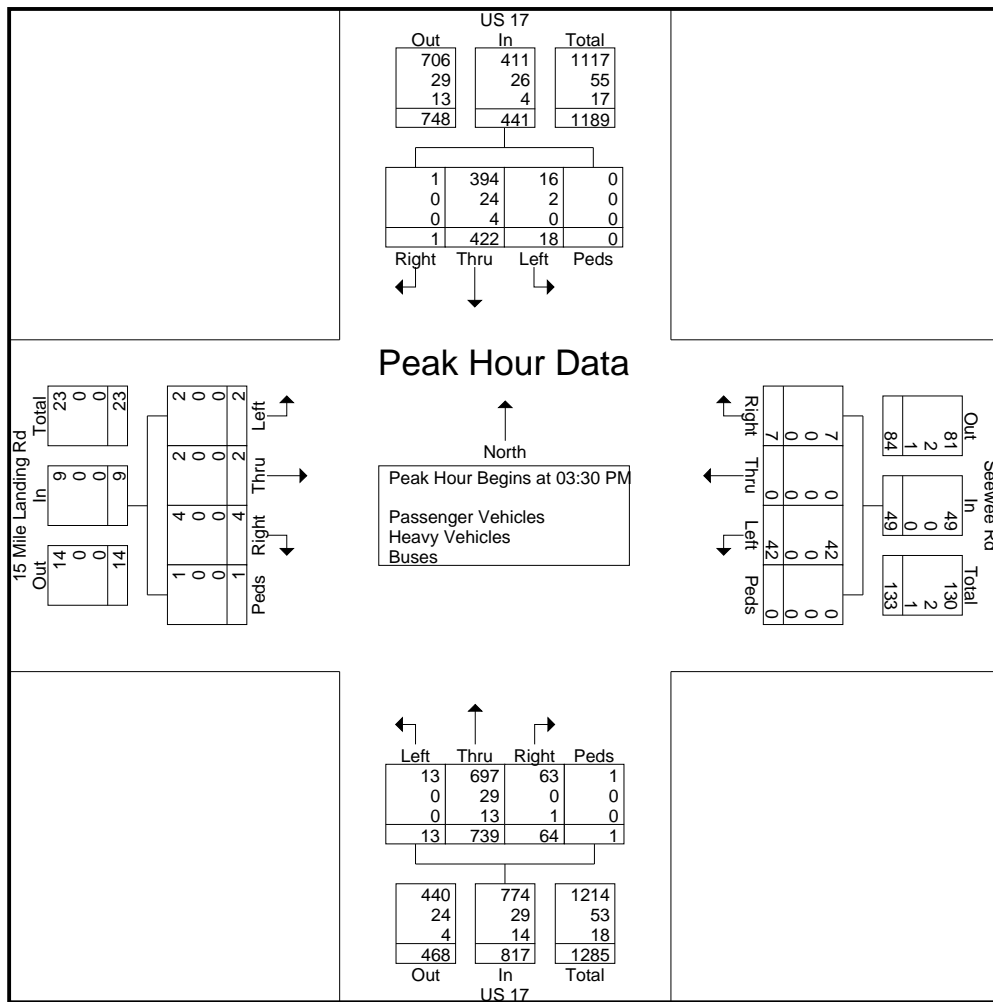 US 17
Out In Total
706 411 1117
29 26 55
13 4 17
748 441 1189
1 394 16 0
0 24 2 0
0 4 0 0
1 422 18 0
Right Thru Left Peds
Peak Hour Data
15 Mile Landing Rd
Total
23 0 0 23
In
9 0 0 9
Out
14 0 0 14
2 0 0 2
Left
2 0 0 2
Thru
4 0 0 4
Right
1 0 0 1
Peds
North
Peak Hour Begins at 03:30 PM
Passenger Vehicles
Heavy Vehicles
Buses
Right
7 0 0 7
Thru
0 0 0 0
Left
42 0 0 42
Peds
0 0 0 0
Seewee Rd
Out
81 2 1 84
In
49 0 0 49
Total
130 2 1 133
Left Thru Right Peds
13 697 63 1
0 29 0 0
0 13 1 0
13 739 64 1
440 774 1214
24 29 53
4 14 18
468 817 1285
Out In Total
US 17